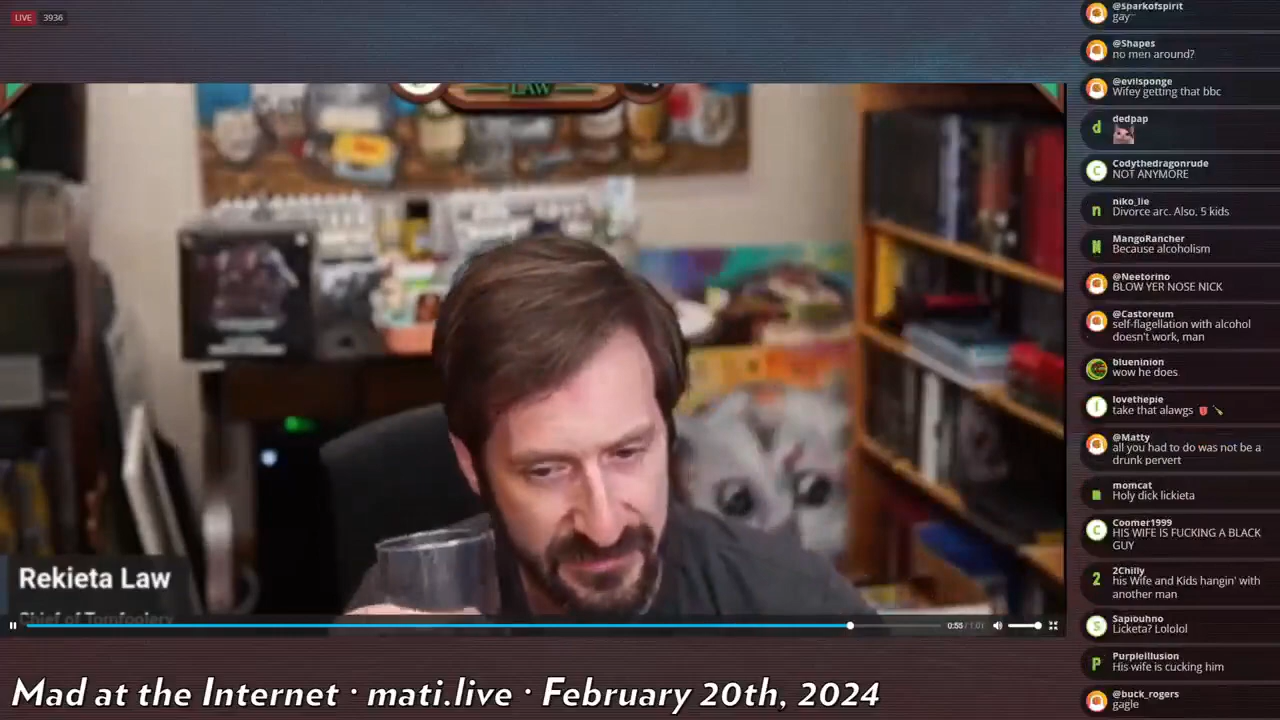 LIVE 3936
LAW
Rekieta Law
Chief of Tomfoolery
0:55 / 1:01
Mad at the Internet · mati.live · February 20th, 2024
@sparkofspirit
gay
@Shapes
no men around?
@evilsponge
Wifey getting that bbc
dedpap
Codythedragonrude
NOT ANYMORE
niko_lie
Divorce arc. Also, 5 kids
MangoRancher
Because alcoholism
@Neetorino
BLOW YER NOSE NICK
@Castoreum
self-flagellation with alcohol
doesn't work, man
blueninion
wow he does
lovethepie
take that alawgs
@Matty
all you had to do was not be a
drunk pervert
momcat
Holy dick lickieta
Coomer1999
HIS WIFE IS FUCKING A BLACK
GUY
2Chilly
his Wife and Kids hangin' with
another man
Sapiouhno
Licketa? Lololol
PurpleIllusion
His wife is cucking him
@buck_rogers
gagle